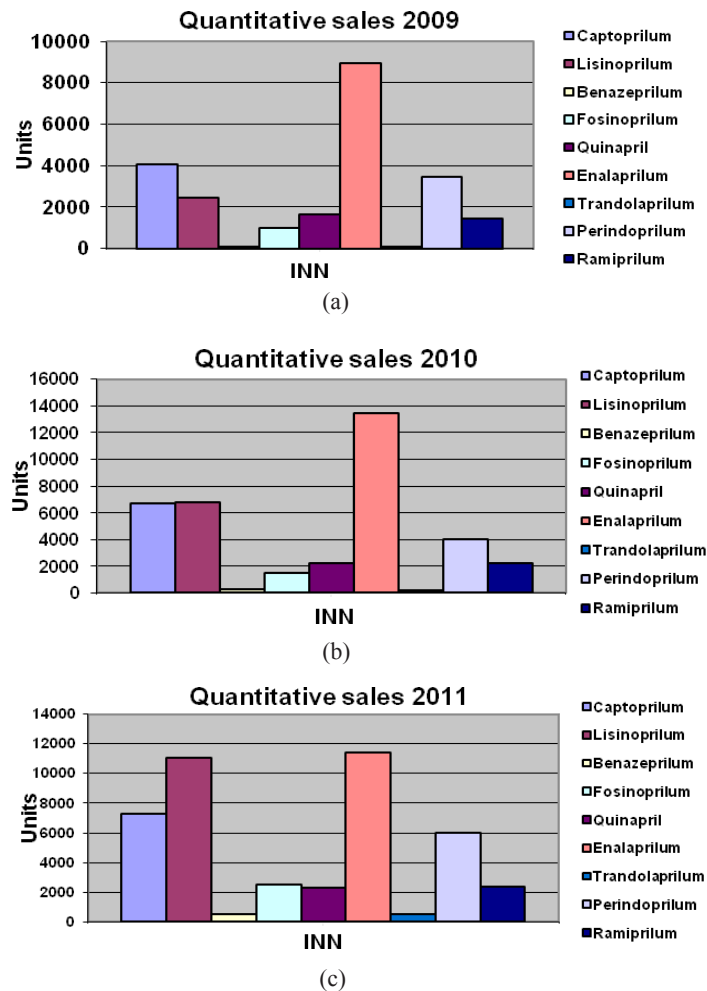 Quantitative sales 2009
10000
8000
6000
4000
2000
0
Units
INN
Captoprilum
Lisinoprilum
Benazeprilum
Fosinoprilum
Quinapril
Enalaprilum
Trandolaprilum
Perindoprilum
Ramiprilum
(a)
Quantitative sales 2010
16000
14000
12000
10000
8000
6000
4000
2000
0
Units
INN
Captoprilum
Lisinoprilum
Benazeprilum
Fosinoprilum
Quinapril
Enalaprilum
Trandolaprilum
Perindoprilum
Ramiprilum
(b)
Quantitative sales 2011
14000
12000
10000
8000
6000
4000
2000
0
Units
INN
Captoprilum
Lisinoprilum
Benazeprilum
Fosinoprilum
Quinapril
Enalaprilum
Trandolaprilum
Perindoprilum
Ramiprilum
(c)